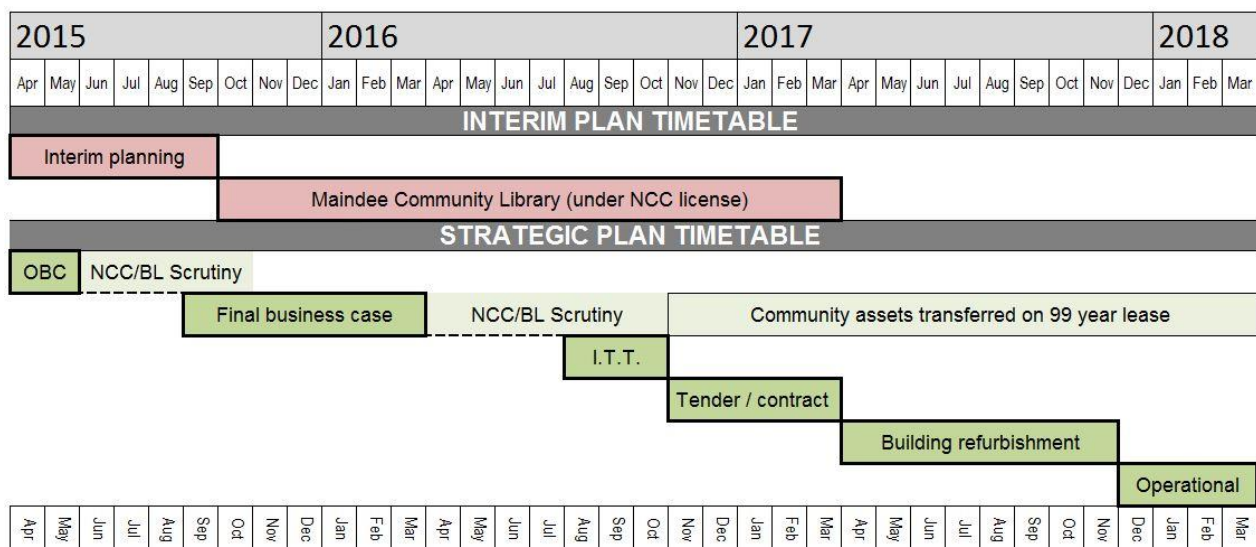 2015 2016 2017 2018
Apr May Jun Jul Aug Sep Oct Nov Dec Jan Feb Mar Apr May Jun Jul Aug Sep Oct Nov Dec Jan Feb Mar Apr May Jun Jul Aug Sep Oct Nov Dec Jan Feb Mar
INTERIM PLAN TIMETABLE
Interim planning
Maindee Community Library (under NCC license)
STRATEGIC PLAN TIMETABLE
OBC NCC/BL Scrutiny
Final business case NCC/BL Scrutiny Community assets transferred on 99 year lease
I.T.T.
Tender / contract
Building refurbishment
Operational
Apr May Jun Jul Aug Sep Oct Nov Dec Jan Feb Mar Apr May Jun Jul Aug Sep Oct Nov Dec Jan Feb Mar Apr May Jun Jul Aug Sep Oct Nov Dec Jan Feb Mar